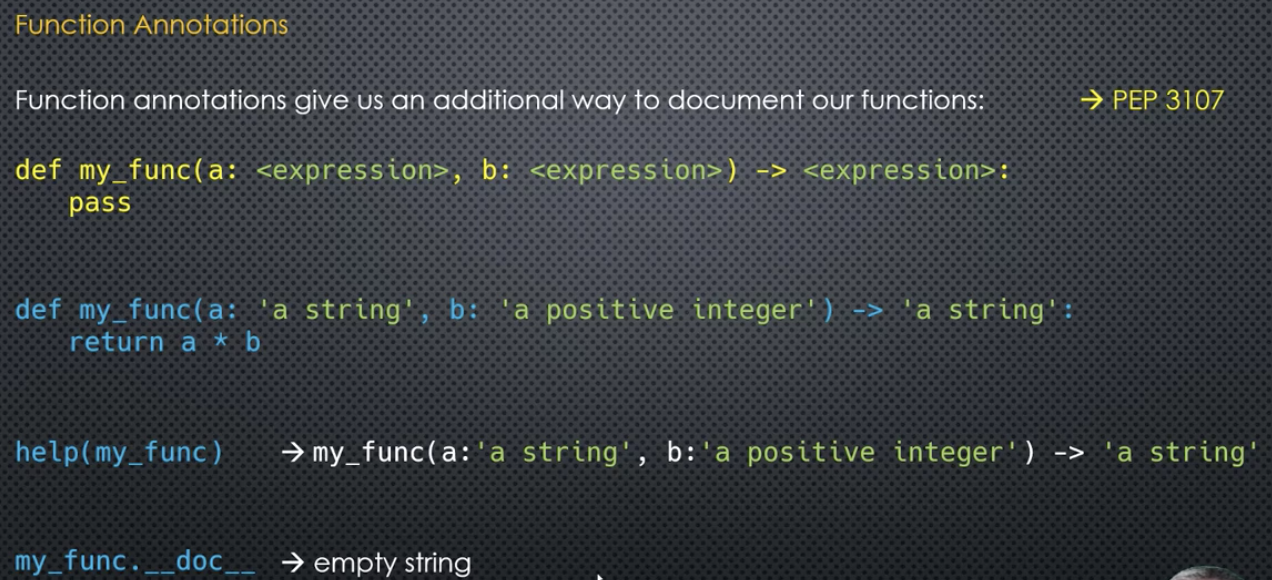 Function Annotations
Function annotations give us an additional way to document our functions: → PEP 3107
def my_func(a: <expression>, b: <expression>) -> <expression>:
pass
def my_func(a: 'a string', b: 'a positive integer') -> 'a string':
return a * b
help(my_func) → my_func(a:'a string', b:'a positive integer') -> 'a string'
my_func.__doc__ → empty string